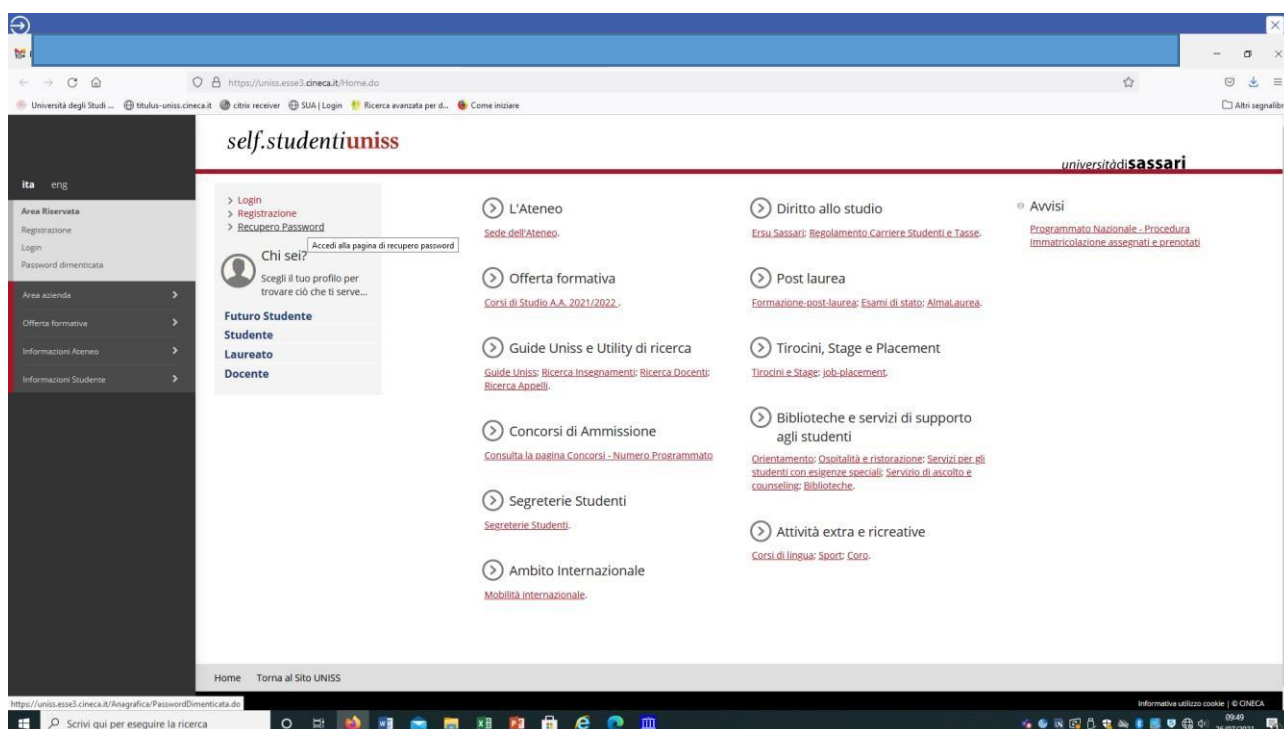 https://uniss.esse3.cineca.it/Home.do
Università degli Studi ...
titulus-uniss.cineca.it
citrix receiver
SUA | Login
Ricerca avanzata per d...
Come iniziare
Altri segnalibr
self.studentiuniss
universitàdisassari
ita eng
Area Riservata
Registrazione
Login
Password dimenticata
Area azienda
Offerta formativa
Informazioni Ateneo
Informazioni Studente
> Login
> Registrazione
> Recupero Password
Accedi alla pagina di recupero password
Chi sei?
Scegli il tuo profilo per
trovare ciò che ti serve...
Futuro Studente
Studente
Laureato
Docente
L'Ateneo
Sede dell'Ateneo.
Offerta formativa
Corsi di Studio A.A. 2021/2022 .
Guide Uniss e Utility di ricerca
Guide Uniss; Ricerca Insegnamenti; Ricerca Docenti;
Ricerca Appelli.
Concorsi di Ammissione
Consulta la pagina Concorsi - Numero Programmato
Segreterie Studenti
Segreterie Studenti.
Ambito Internazionale
Mobilità internazionale.
Diritto allo studio
Ersu Sassari; Regolamento Carriere Studenti e Tasse.
Post laurea
Formazione-post-laurea; Esami di stato; AlmaLaurea.
Tirocini, Stage e Placement
Tirocini e Stage; job-placement.
Biblioteche e servizi di supporto
agli studenti
Orientamento; Ospitalità e ristorazione; Servizi per gli
studenti con esigenze speciali; Servizio di ascolto e
counseling; Biblioteche.
Attività extra e ricreative
Corsi di lingua; Sport; Coro.
Avvisi
Programmato Nazionale - Procedura
Immatricolazione assegnati e prenotati
Home Torna al Sito UNISS
https://uniss.esse3.cineca.it/Anagrafica/PasswordDimenticata.do
Informativa utilizzo cookie | © CINECA
Scrivi qui per eseguire la ricerca
09:49
26/07/2021